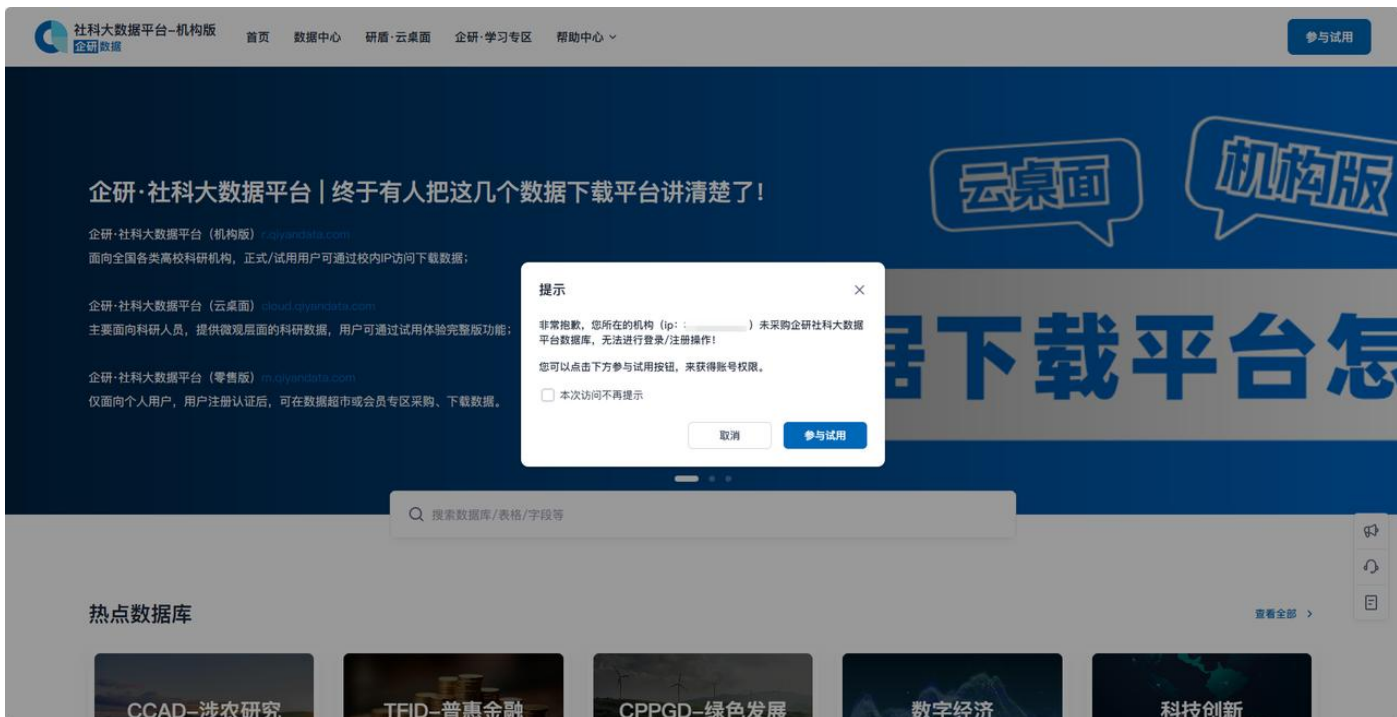 社科大数据平台-机构版
企研数据
首页
数据中心
研盾·云桌面
企研·学习专区
帮助中心
参与试用
云桌面
机构版
企研·社科大数据平台 | 终于有人把这几个数据下载平台讲清楚了!
企研·社科大数据平台（机构版）r.qiyandata.com
面向全国各类高校科研机构，正式/试用用户可通过校内IP访问下载数据；
企研·社科大数据平台（云桌面）cloud.qiyandata.com
主要面向科研人员，提供微观层面的科研数据，用户可通过试用体验完整版功能；
企研·社科大数据平台（零售版）m.qiyandata.com
仅面向个人用户，用户注册认证后，可在数据超市或会员专区采购、下载数据。
据下载平台怎
提示
非常抱歉，您所在的机构（ip: ）未采购企研社科大数据
平台数据库，无法进行登录/注册操作!
您可以点击下方参与试用按钮，来获得账号权限。
本次访问不再提示
取消
参与试用
搜索数据库/表格/字段等
热点数据库
查看全部
CCAD-涉农研究
TFID-普惠金融
CPPGD-绿色发展
数字经济
科技创新